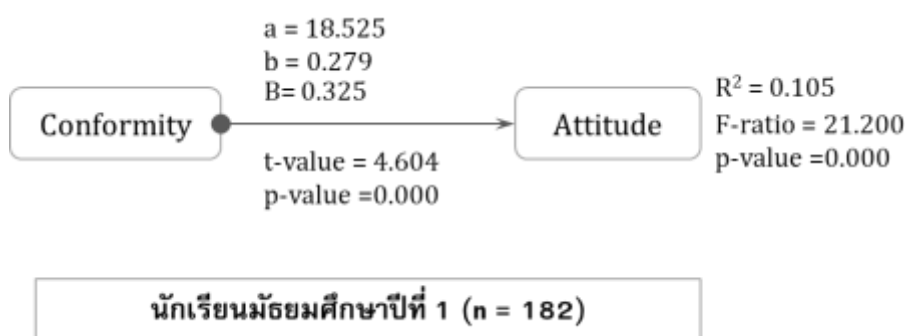 a = 18.525
b = 0.279
B= 0.325
Conformity
Attitude
t-value = 4.604
p-value =0.000
R² = 0.105
F-ratio = 21.200
p-value =0.000
นักเรียนมัธยมศึกษาปีที่ 1 (n = 182)